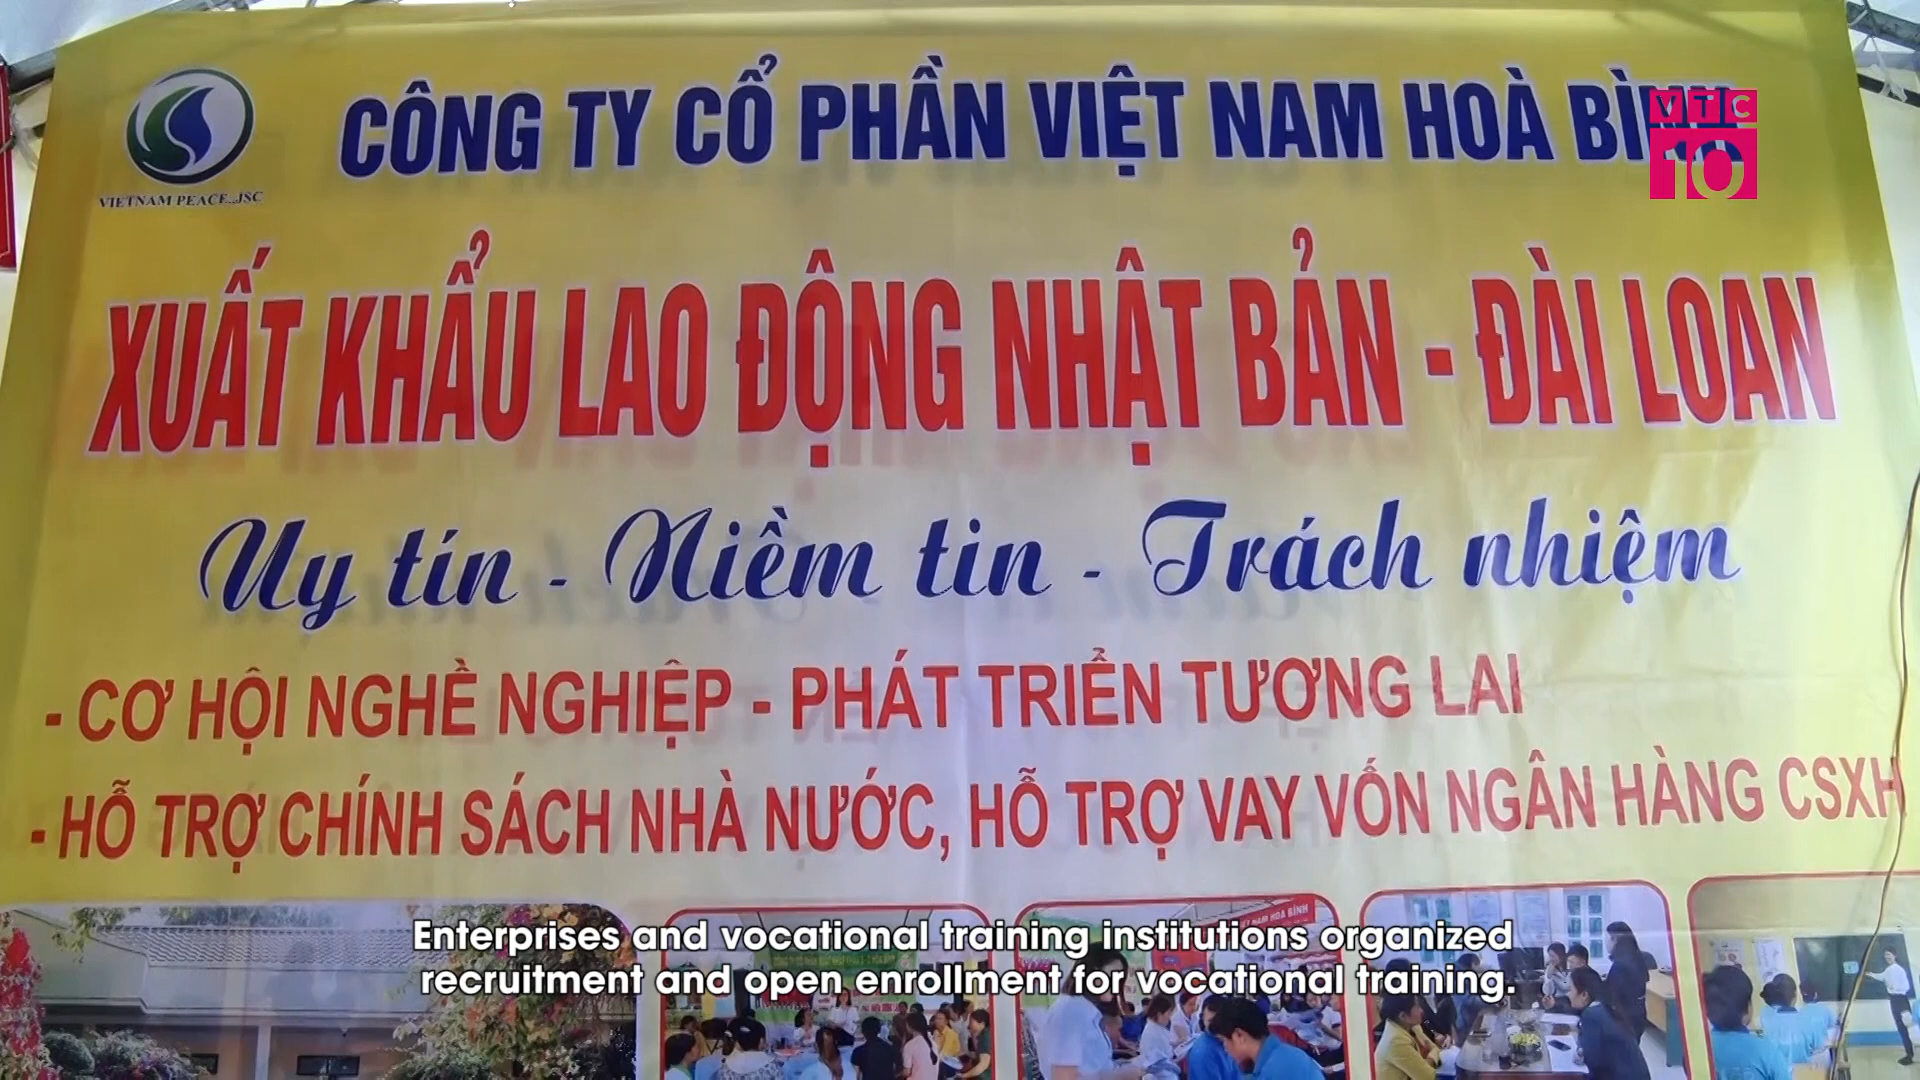 CÔNG TY CỔ PHẦN VIỆT NAM HOÀ BÌNH
VTC
10
VIETNAM PEACE.,JSC
XUẤT KHẨU LAO ĐỘNG NHẬT BẢN - ĐÀI LOAN
Uy tín - Niềm tin - Trách nhiệm
- CƠ HỘI NGHỀ NGHIỆP - PHÁT TRIỂN TƯƠNG LAI
- HỖ TRỢ CHÍNH SÁCH NHÀ NƯỚC, HỖ TRỢ VAY VỐN NGÂN HÀNG CSXH
NAM HOA BÌNH
Enterprises and vocational training institutions organized
recruitment and open enrollment for vocational training.